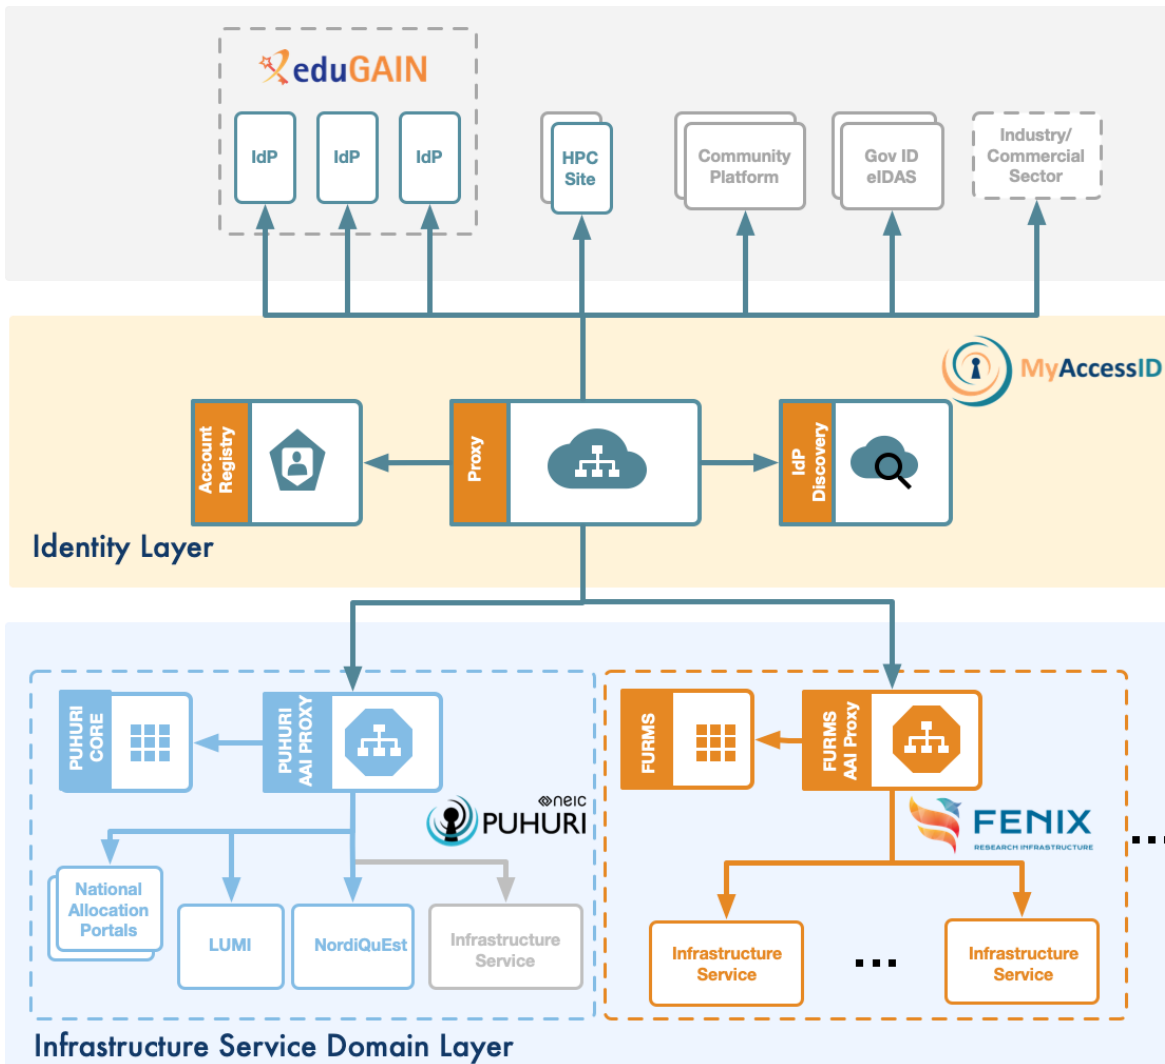 eduGAIN
IdP
IdP
IdP
HPC
Site
Community
Platform
Gov ID
eIDAS
Industry/
Commercial
Sector
MyAccessID
Account
Registry
Proxy
IdP
Discovery
Identity Layer
PUHURI
CORE
PUHURI
AAI PROXY
neic
PUHURI
National
Allocation
Portals
LUMI
NordiQuEst
Infrastructure
Service
FURMS
FURMS
AAI Proxy
FENIX
RESEARCH INFRASTRUCTURE
...
Infrastructure
Service
...
Infrastructure
Service
Infrastructure Service Domain Layer